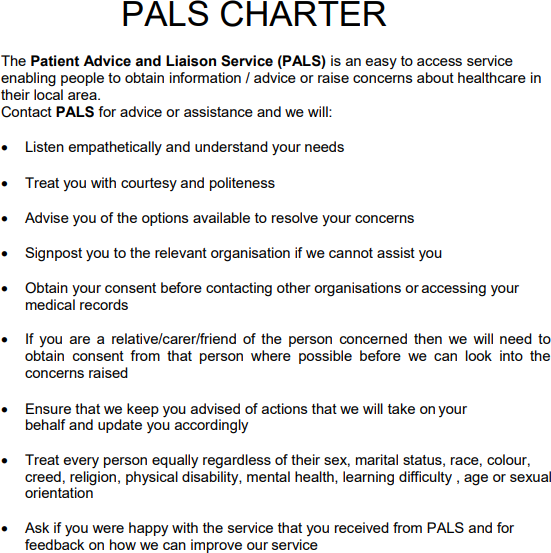 PALS CHARTER
The Patient Advice and Liaison Service (PALS) is an easy to access service
enabling people to obtain information / advice or raise concerns about healthcare in
their local area.
Contact PALS for advice or assistance and we will:
• Listen empathetically and understand your needs
• Treat you with courtesy and politeness
• Advise you of the options available to resolve your concerns
• Signpost you to the relevant organisation if we cannot assist you
• Obtain your consent before contacting other organisations or accessing your
medical records
• If you are a relative/carer/friend of the person concerned then we will need to
obtain consent from that person where possible before we can look into the
concerns raised
• Ensure that we keep you advised of actions that we will take on your
behalf and update you accordingly
• Treat every person equally regardless of their sex, marital status, race, colour,
creed, religion, physical disability, mental health, learning difficulty , age or sexual
orientation
• Ask if you were happy with the service that you received from PALS and for
feedback on how we can improve our service